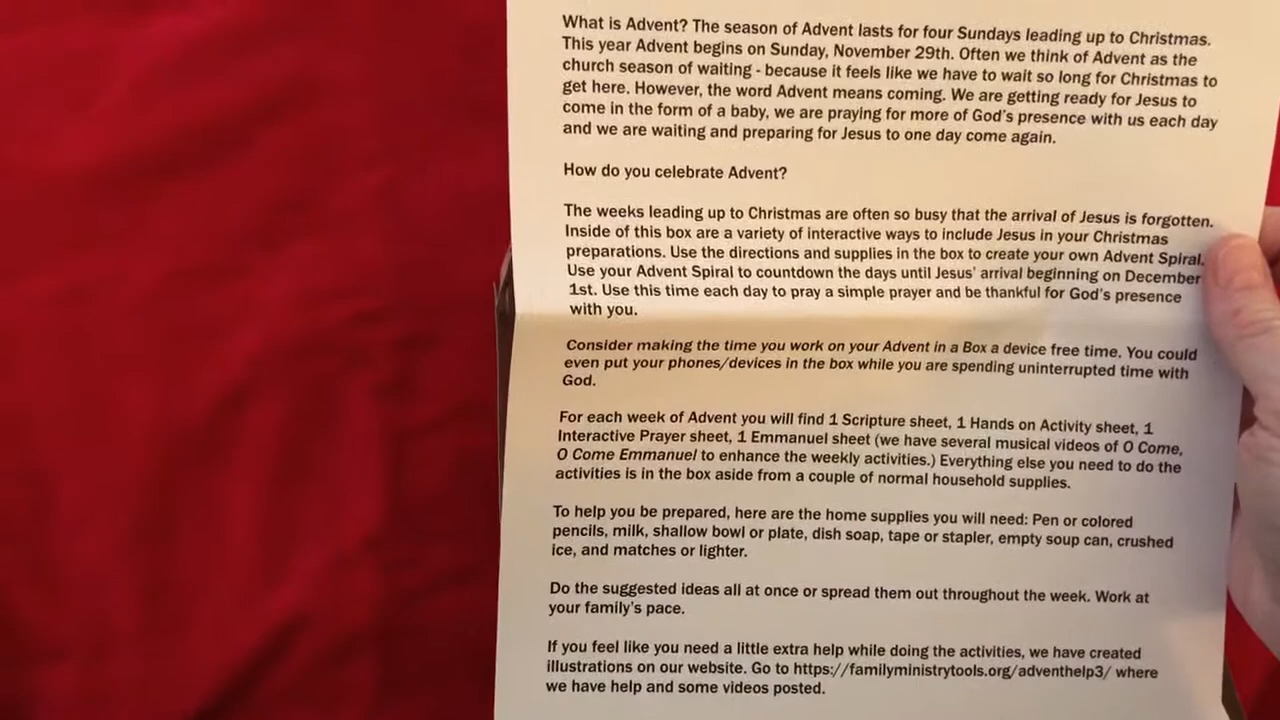 What is Advent? The season of Advent lasts for four Sundays leading up to Christmas.
This year Advent begins on Sunday, November 29th. Often we think of Advent as the
church season of waiting - because it feels like we have to wait so long for Christmas to
get here. However, the word Advent means coming. We are getting ready for Jesus to
come in the form of a baby, we are praying for more of God's presence with us each day
and we are waiting and preparing for Jesus to one day come again.
How do you celebrate Advent?
The weeks leading up to Christmas are often so busy that the arrival of Jesus is forgotten.
Inside of this box are a variety of interactive ways to include Jesus in your Christmas
preparations. Use the directions and supplies in the box to create your own Advent Spiral.
Use your Advent Spiral to countdown the days until Jesus' arrival beginning on December
1st. Use this time each day to pray a simple prayer and be thankful for God's presence
with you.
Consider making the time you work on your Advent in a Box a device free time. You could
even put your phones/devices in the box while you are spending uninterrupted time with
God.
For each week of Advent you will find 1 Scripture sheet, 1 Hands on Activity sheet, 1
Interactive Prayer sheet, 1 Emmanuel sheet (we have several musical videos of O Come,
O Come Emmanuel to enhance the weekly activities.) Everything else you need to do the
activities is in the box aside from a couple of normal household supplies.
To help you be prepared, here are the home supplies you will need: Pen or colored
pencils, milk, shallow bowl or plate, dish soap, tape or stapler, empty soup can, crushed
ice, and matches or lighter.
Do the suggested ideas all at once or spread them out throughout the week. Work at
your family's pace.
If you feel like you need a little extra help while doing the activities, we have created
illustrations on our website. Go to https://familyministrytools.org/adventhelp3/ where
we have help and some videos posted.